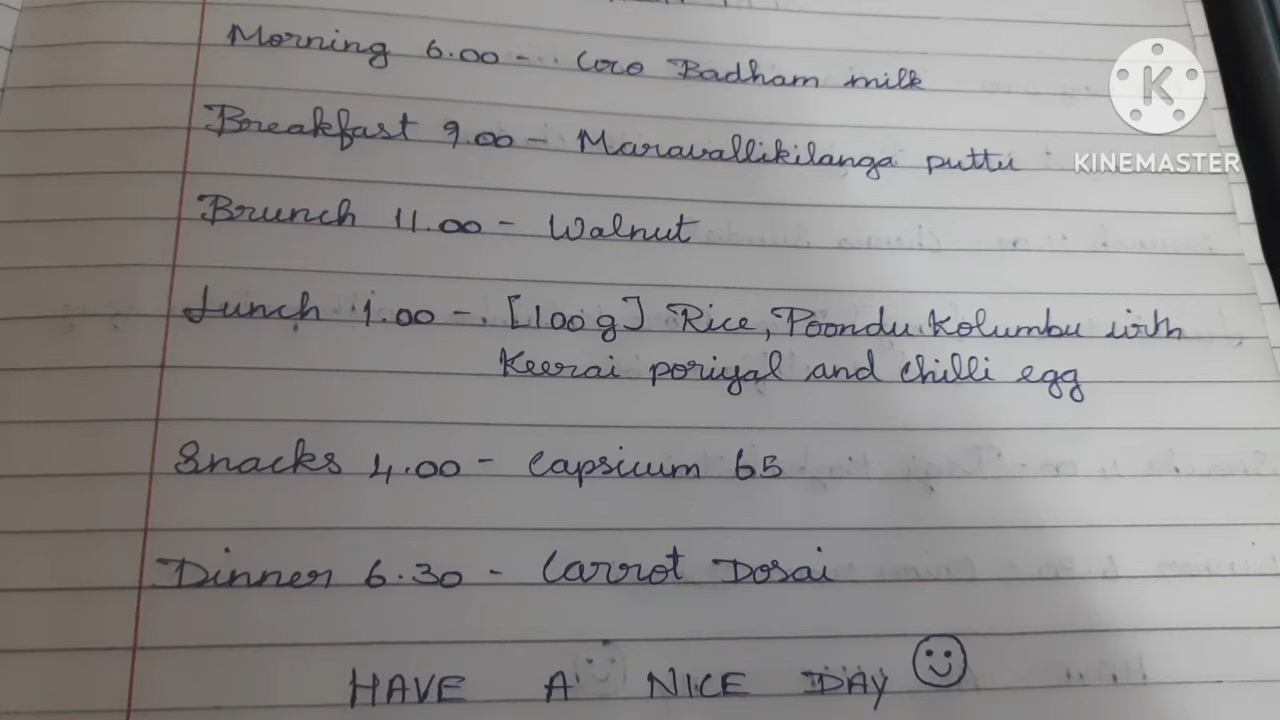 Morning 6.00 - Coco Badham milk
KINEMASTER
Breakfast 9.00 - Maravallikilanga puttu
Brunch 11.00 - Walnut
Lunch 1.00 - [100g] Rice, Poondu Kolumbu with
Keerai poriyal and chilli egg
Snacks 4.00 - Capsicum 65
Dinner 6.30 - Carrot Dosai
HAVE A NICE DAY